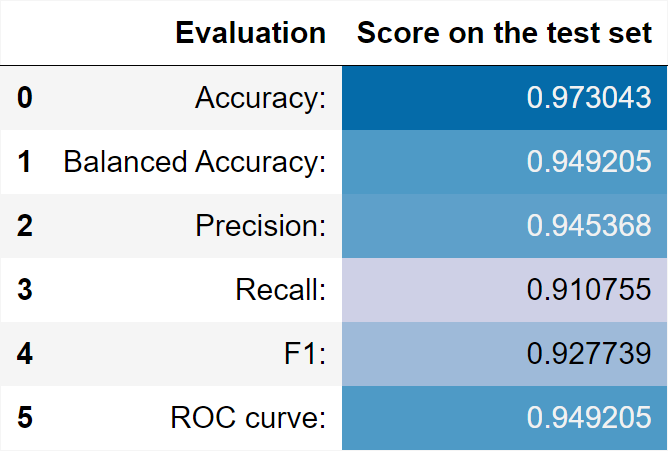 Evaluation Score on the test set
0 Accuracy: 0.973043
1 Balanced Accuracy: 0.949205
2 Precision: 0.945368
3 Recall: 0.910755
4 F1: 0.927739
5 ROC curve: 0.949205